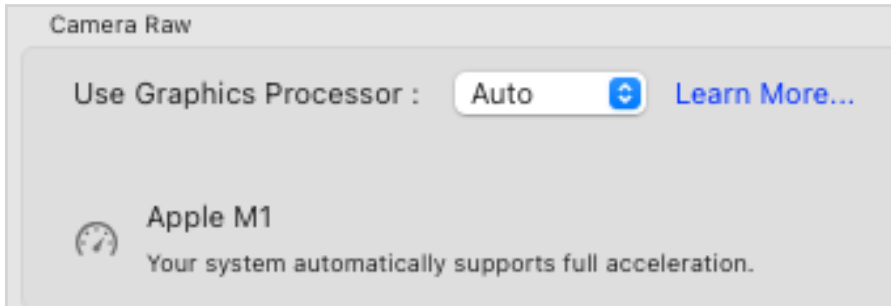 Camera Raw
Use Graphics Processor : Auto Learn More...
Apple M1
Your system automatically supports full acceleration.